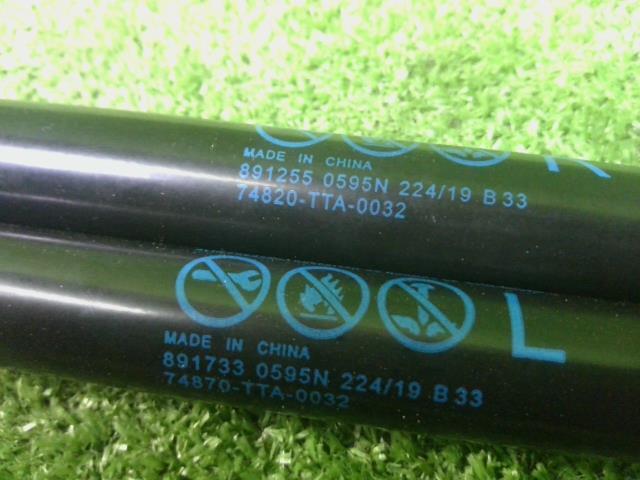 R
MADE IN CHINA
891255 0595N 224/19 B 33
74820-TTA-0032
L
MADE IN CHINA
891733 0595N 224/19 B 33
74870-TTA-0032